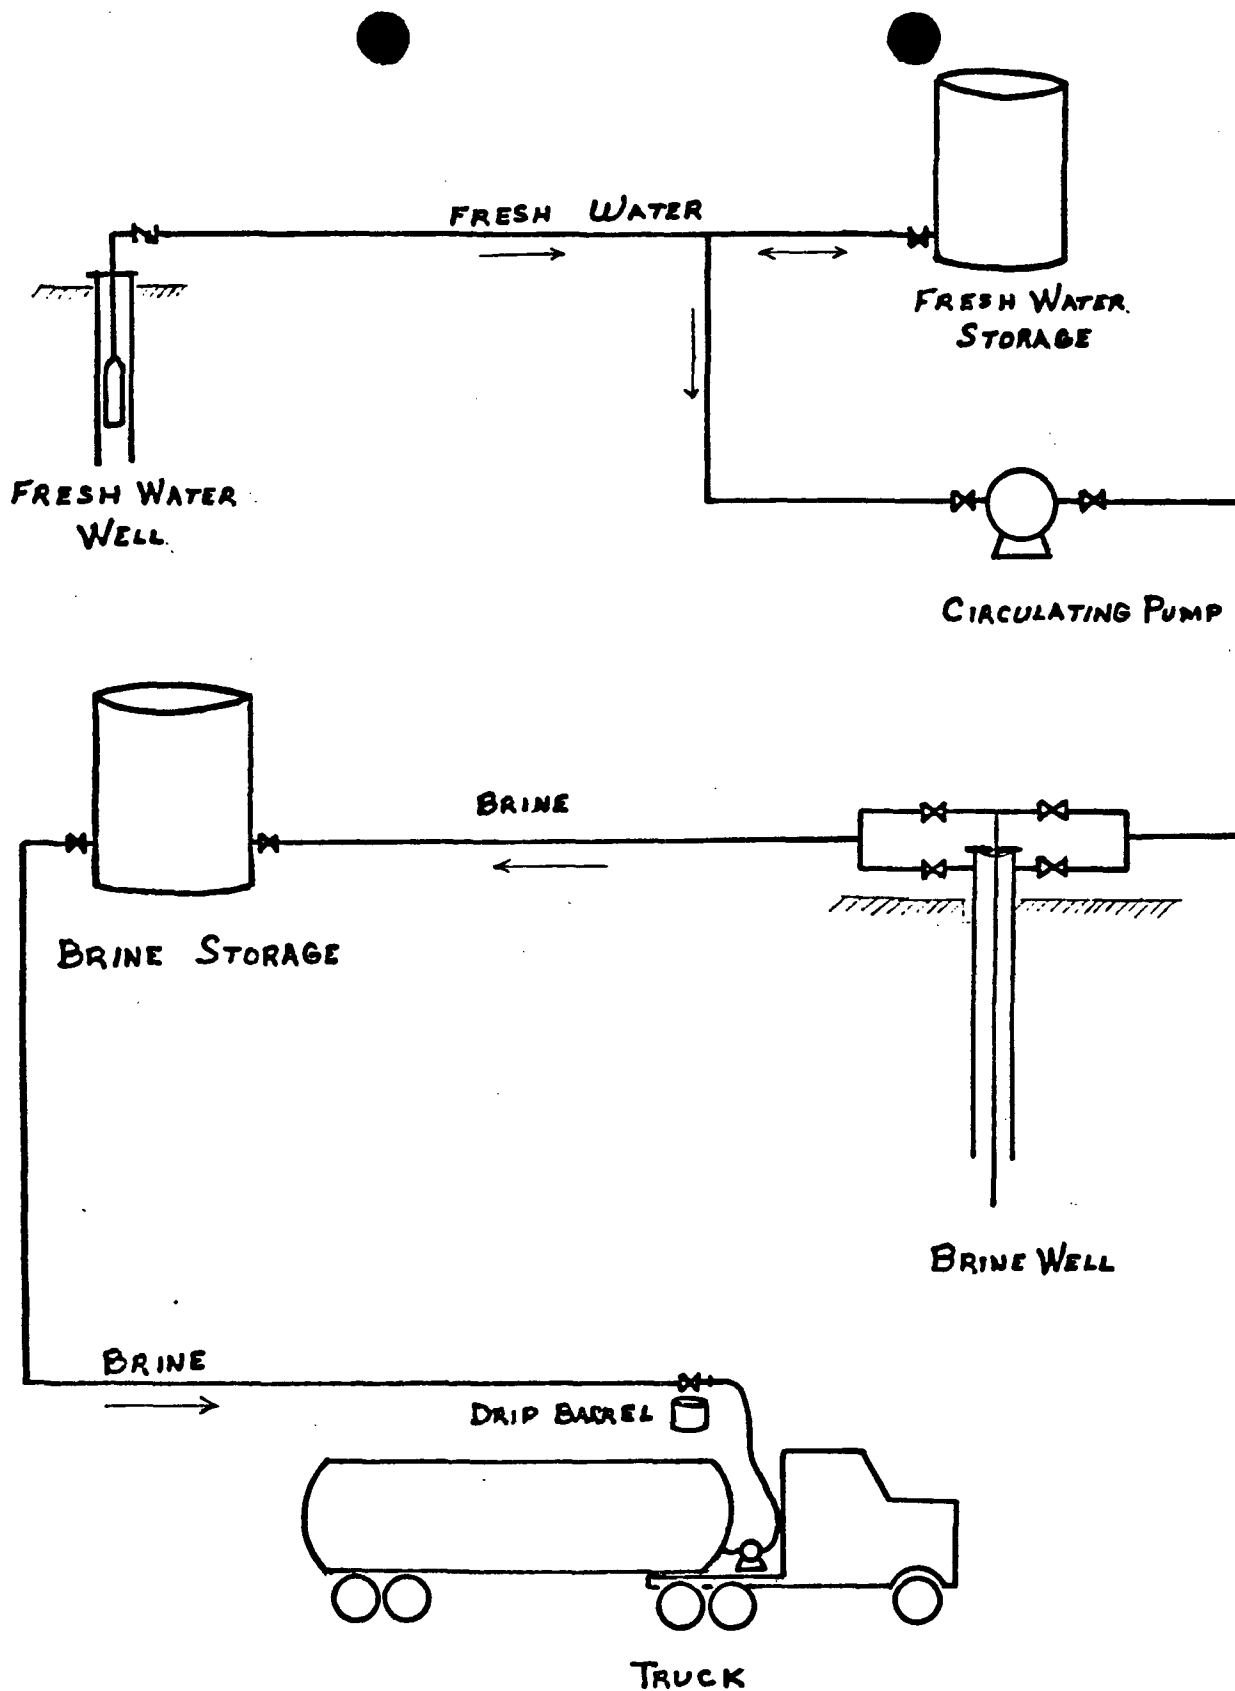 FRESH WATER
FRESH WATER
STORAGE
FRESH WATER
WELL
CIRCULATING PUMP
BRINE
BRINE STORAGE
BRINE WELL
BRINE
DRIP BARREL
TRUCK